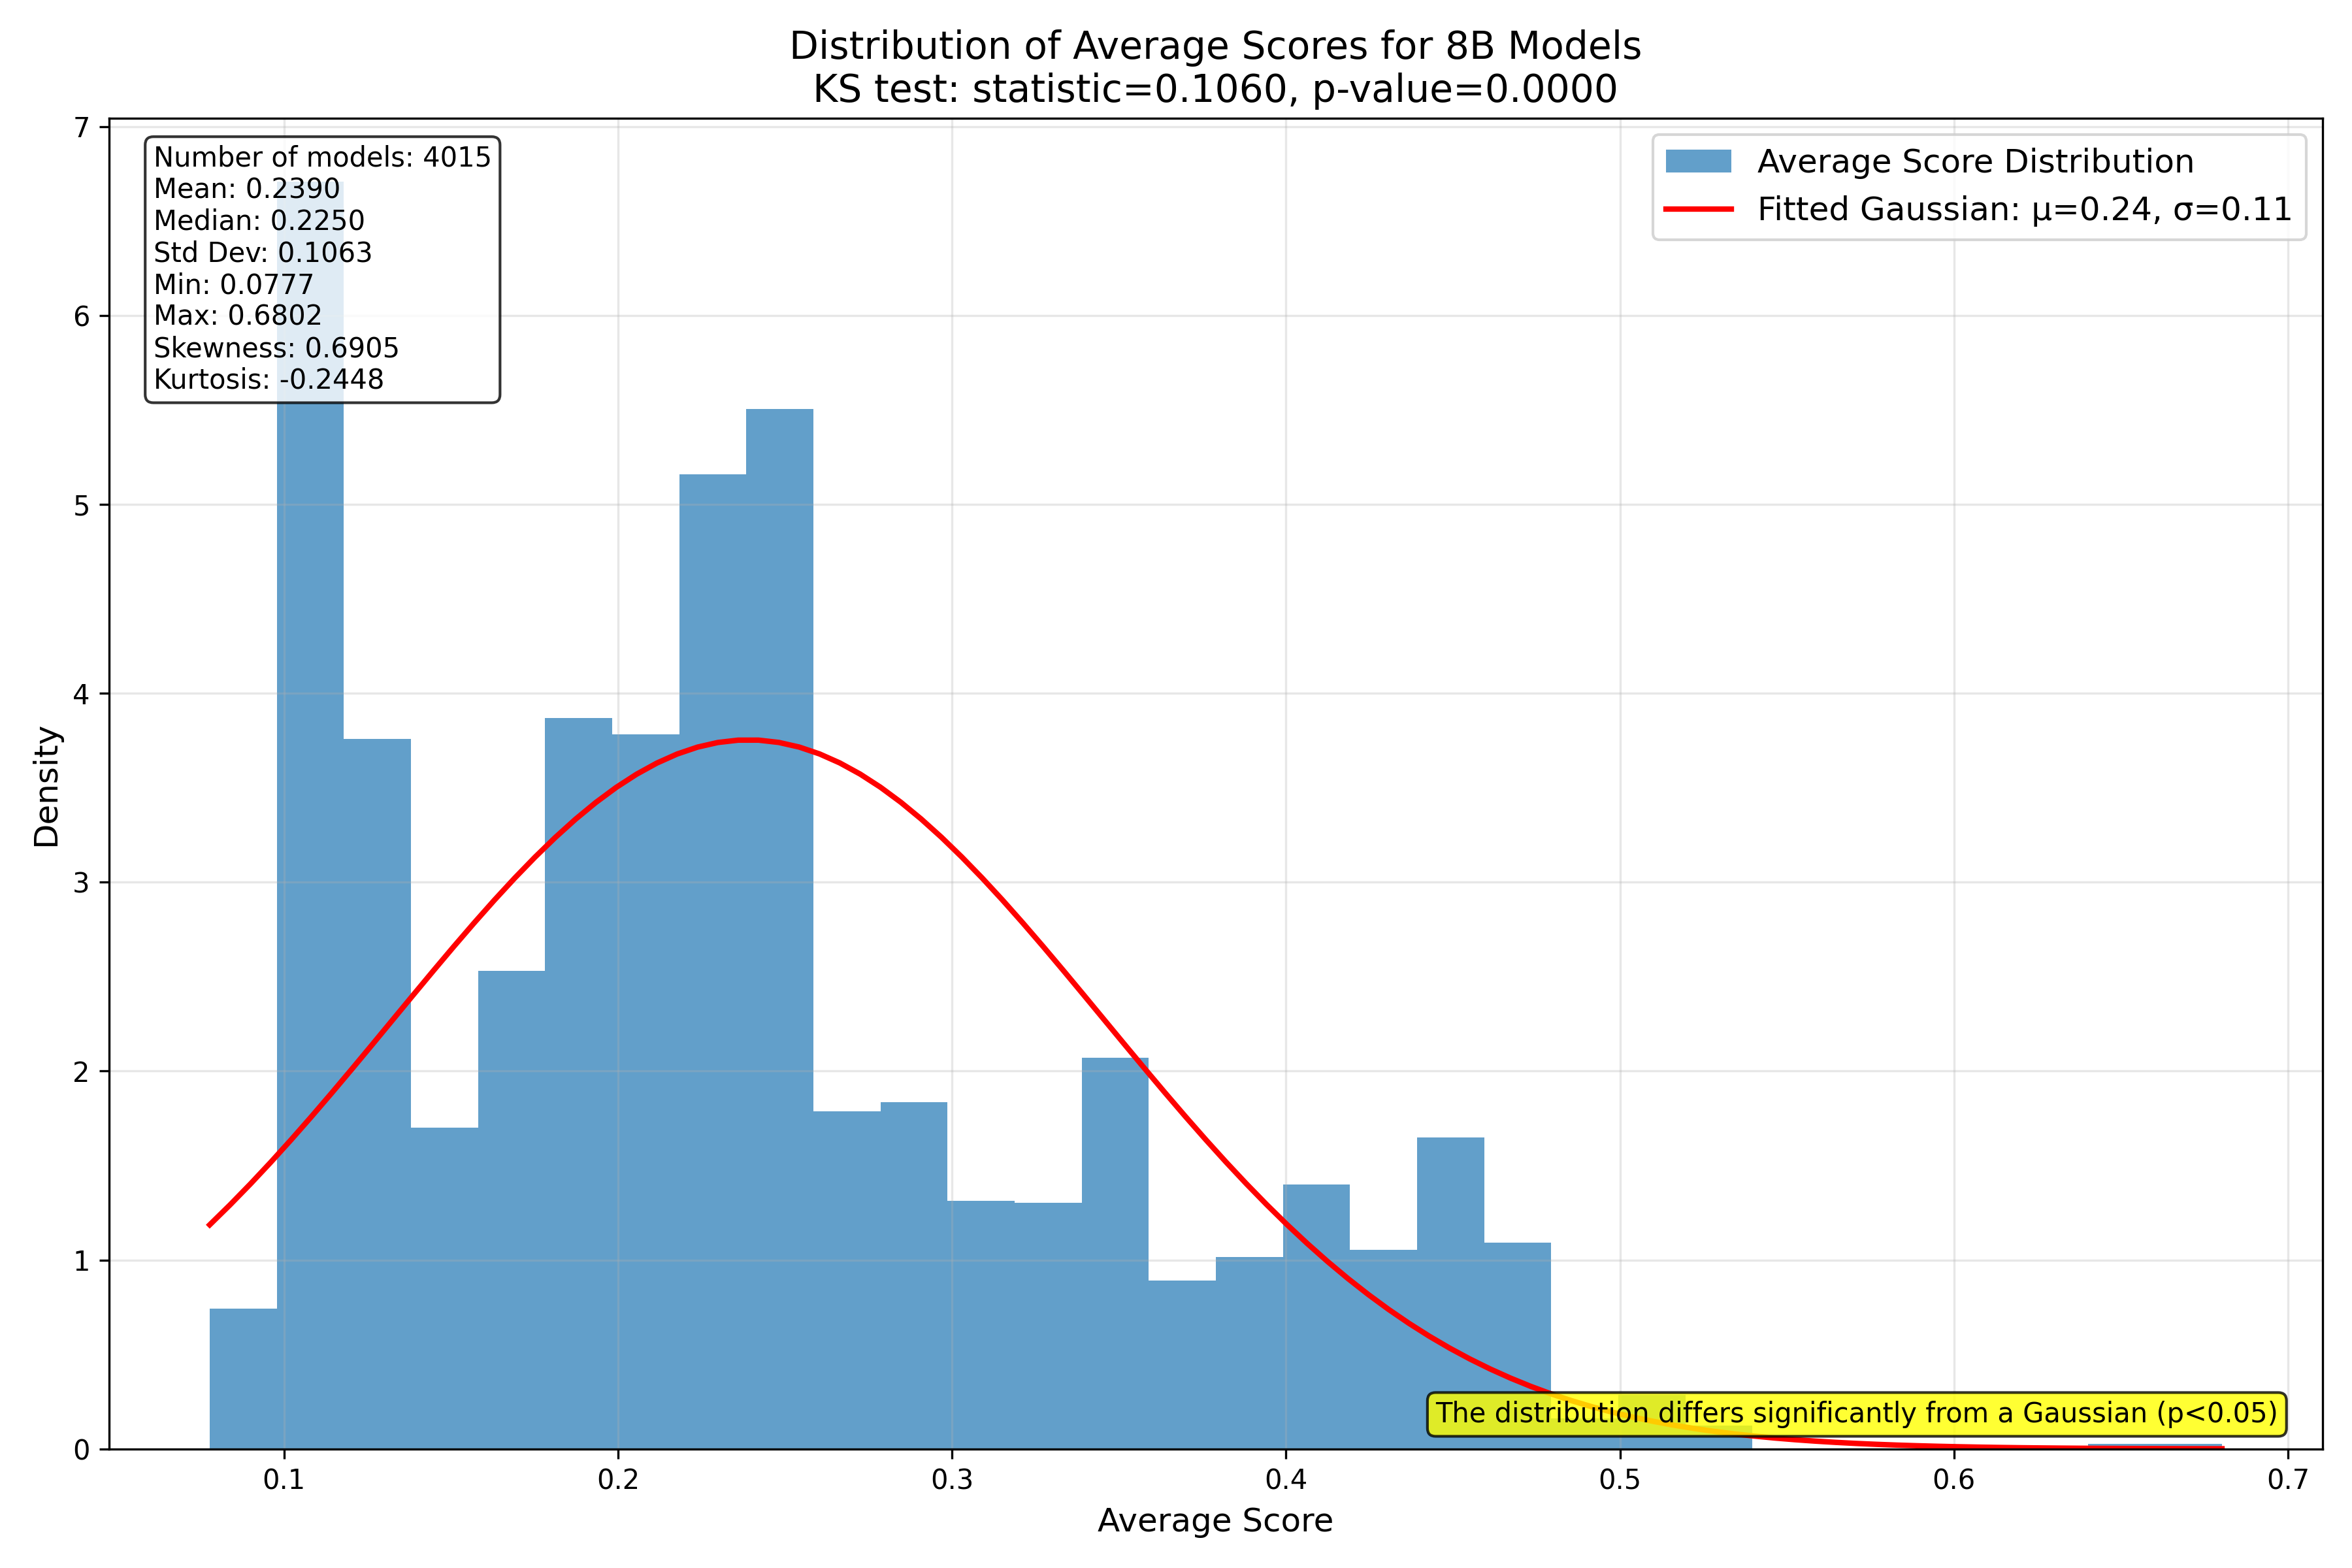 Distribution of Average Scores for 8B Models
KS test: statistic=0.1060, p-value=0.0000
Number of models: 4015
Mean: 0.2390
Median: 0.2250
Std Dev: 0.1063
Min: 0.0777
Max: 0.6802
Skewness: 0.6905
Kurtosis: -0.2448
Average Score Distribution
Fitted Gaussian: μ=0.24, σ=0.11
Density
7
6
5
4
3
2
1
0
The distribution differs significantly from a Gaussian (p<0.05)
0.1 0.2 0.3 0.4 0.5 0.6 0.7
Average Score